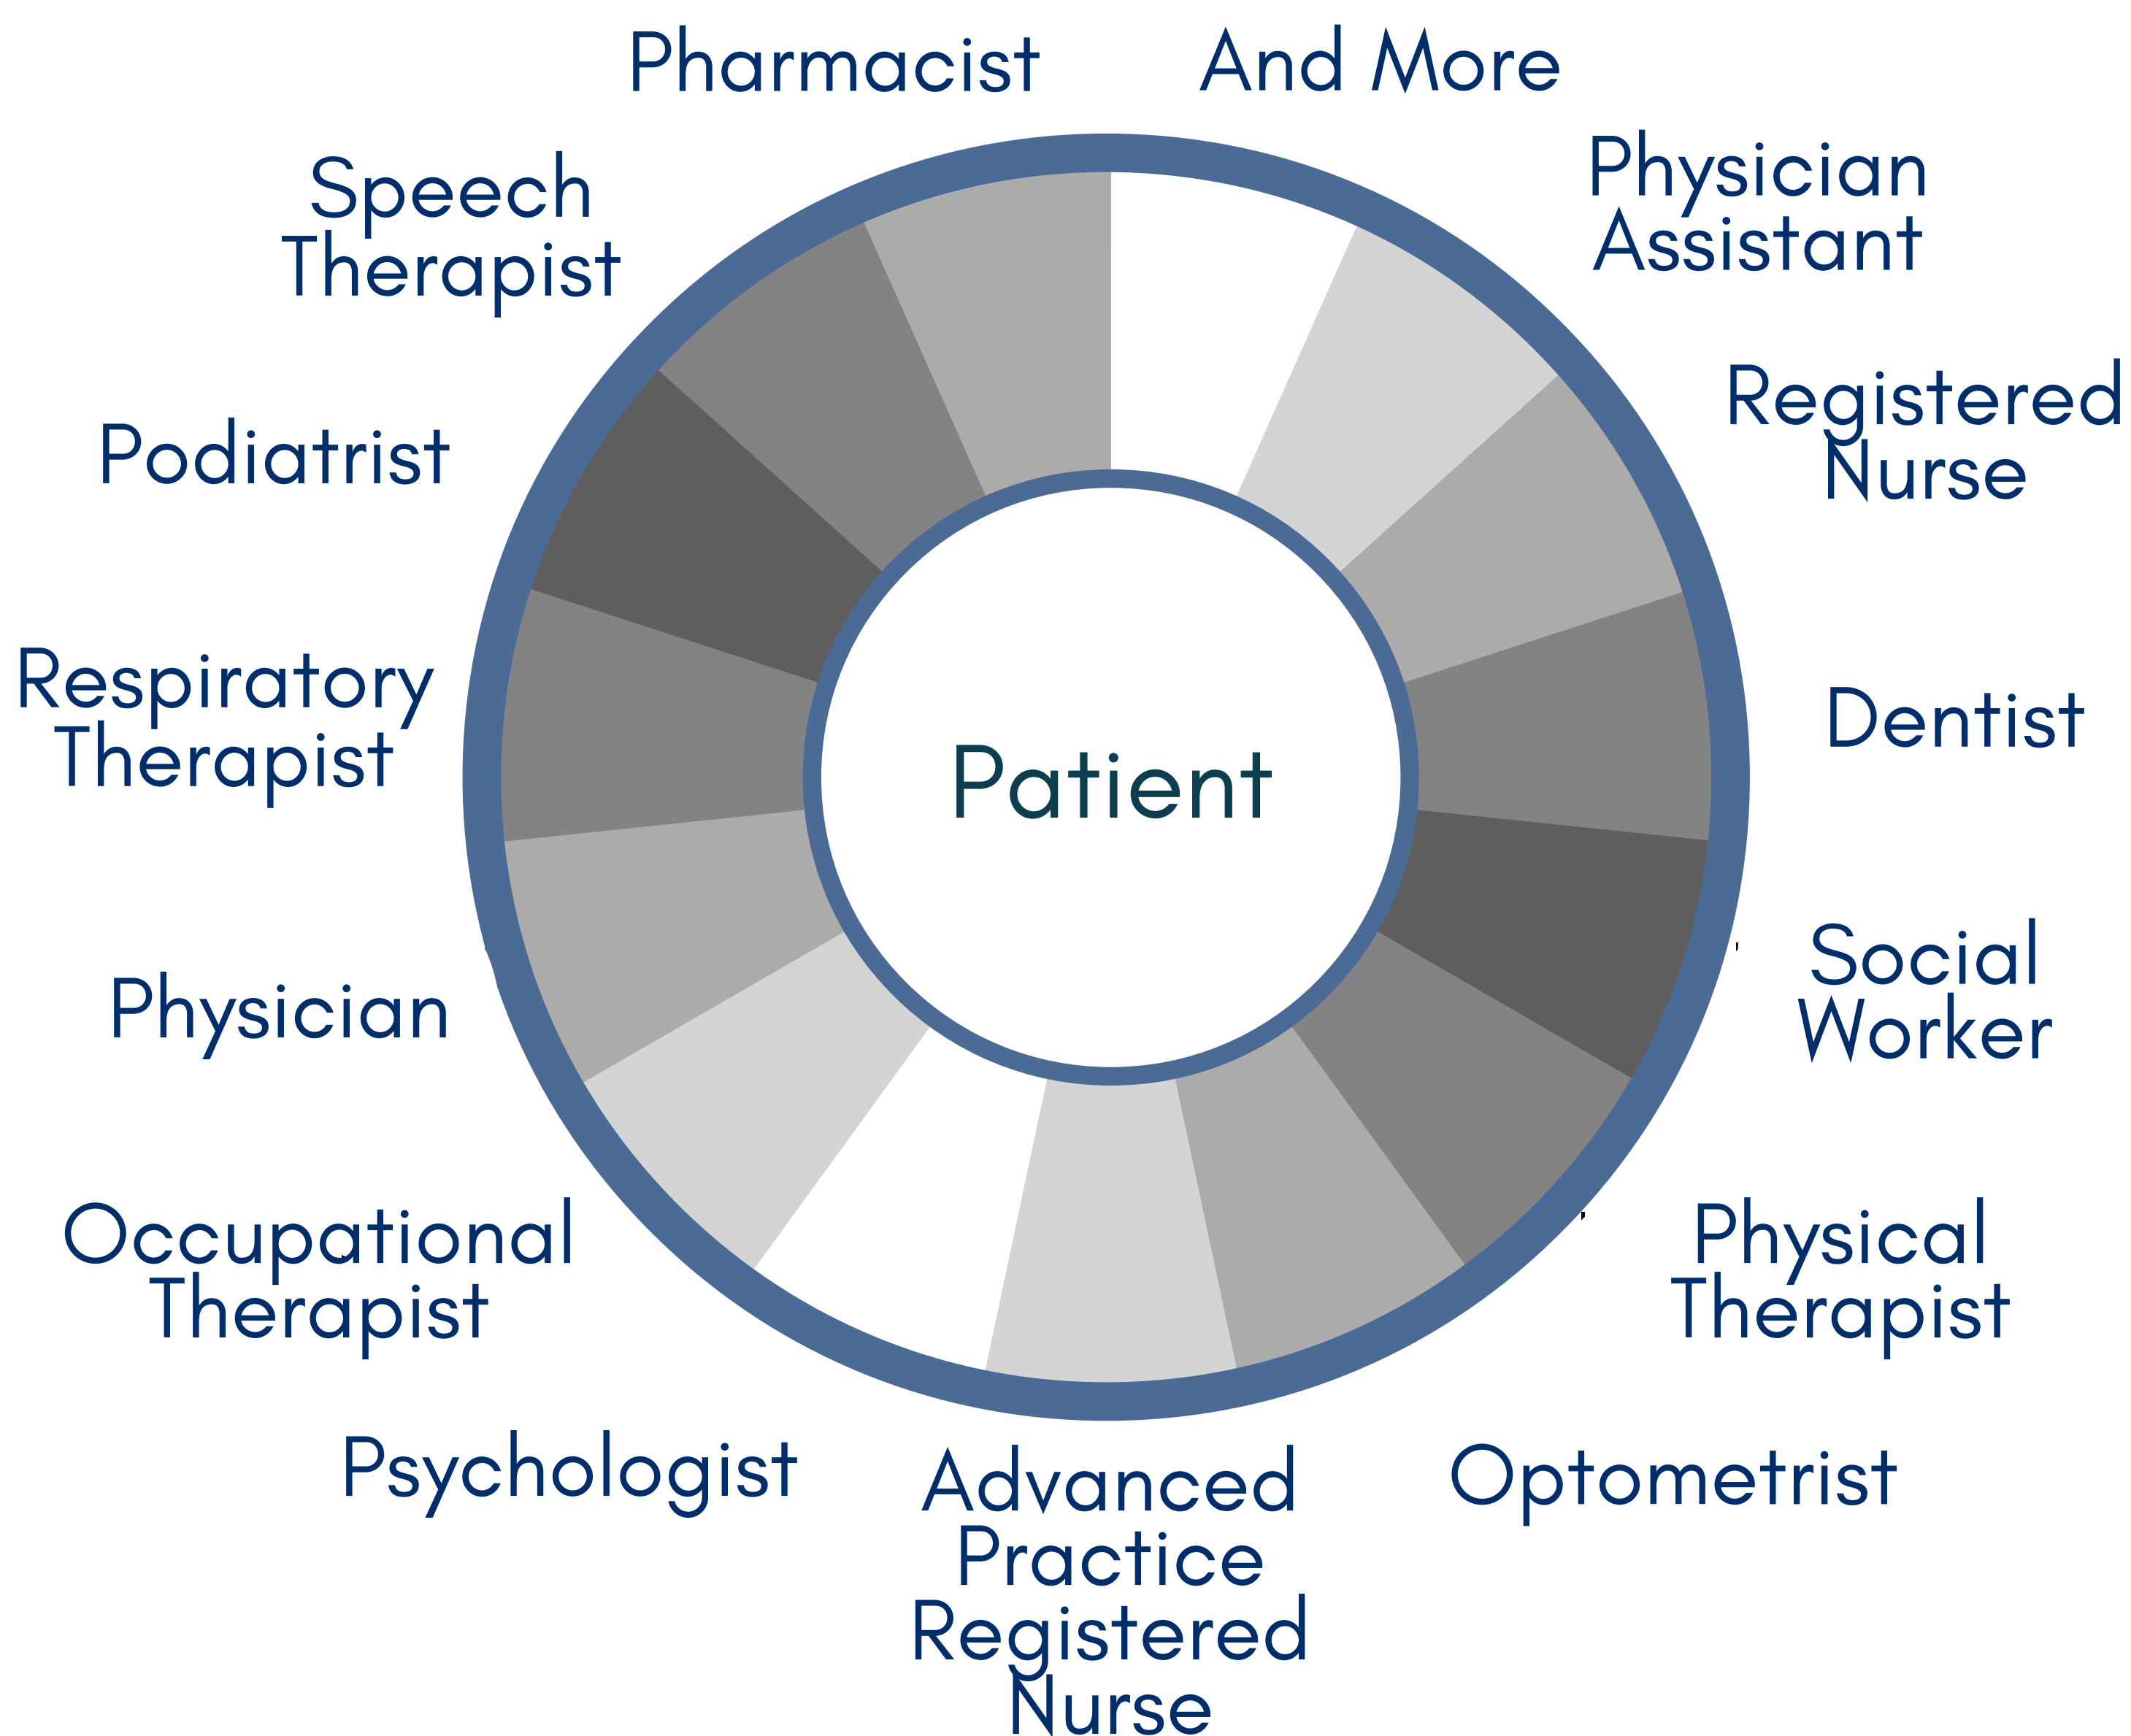 Pharmacist
And More
Physician
Assistant
Registered
Nurse
Dentist
Social
Worker
Physical
Therapist
Optometrist
Advanced
Practice
Registered
Nurse
Psychologist
Occupational
Therapist
Physician
Respiratory
Therapist
Podiatrist
Speech
Therapist
Patient